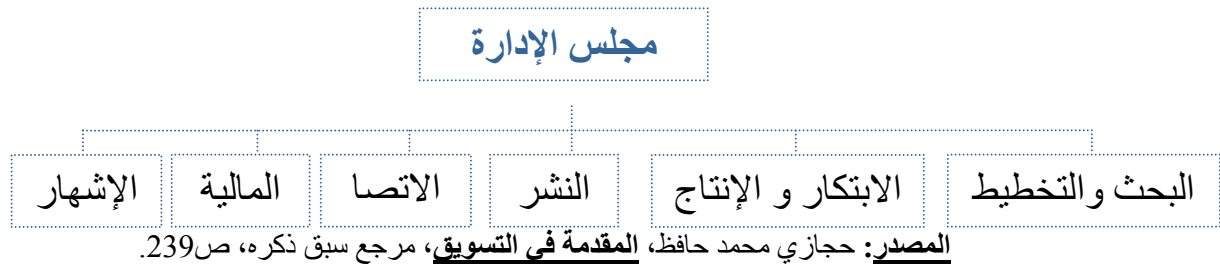 مجلس الإدارة
البحث والتخطيط
الابتكار و الإنتاج
النشر
الاتصا
المالية
الإشهار
المصدر: حجازي محمد حافظ، المقدمة في التسويق، مرجع سبق ذكره، ص239.